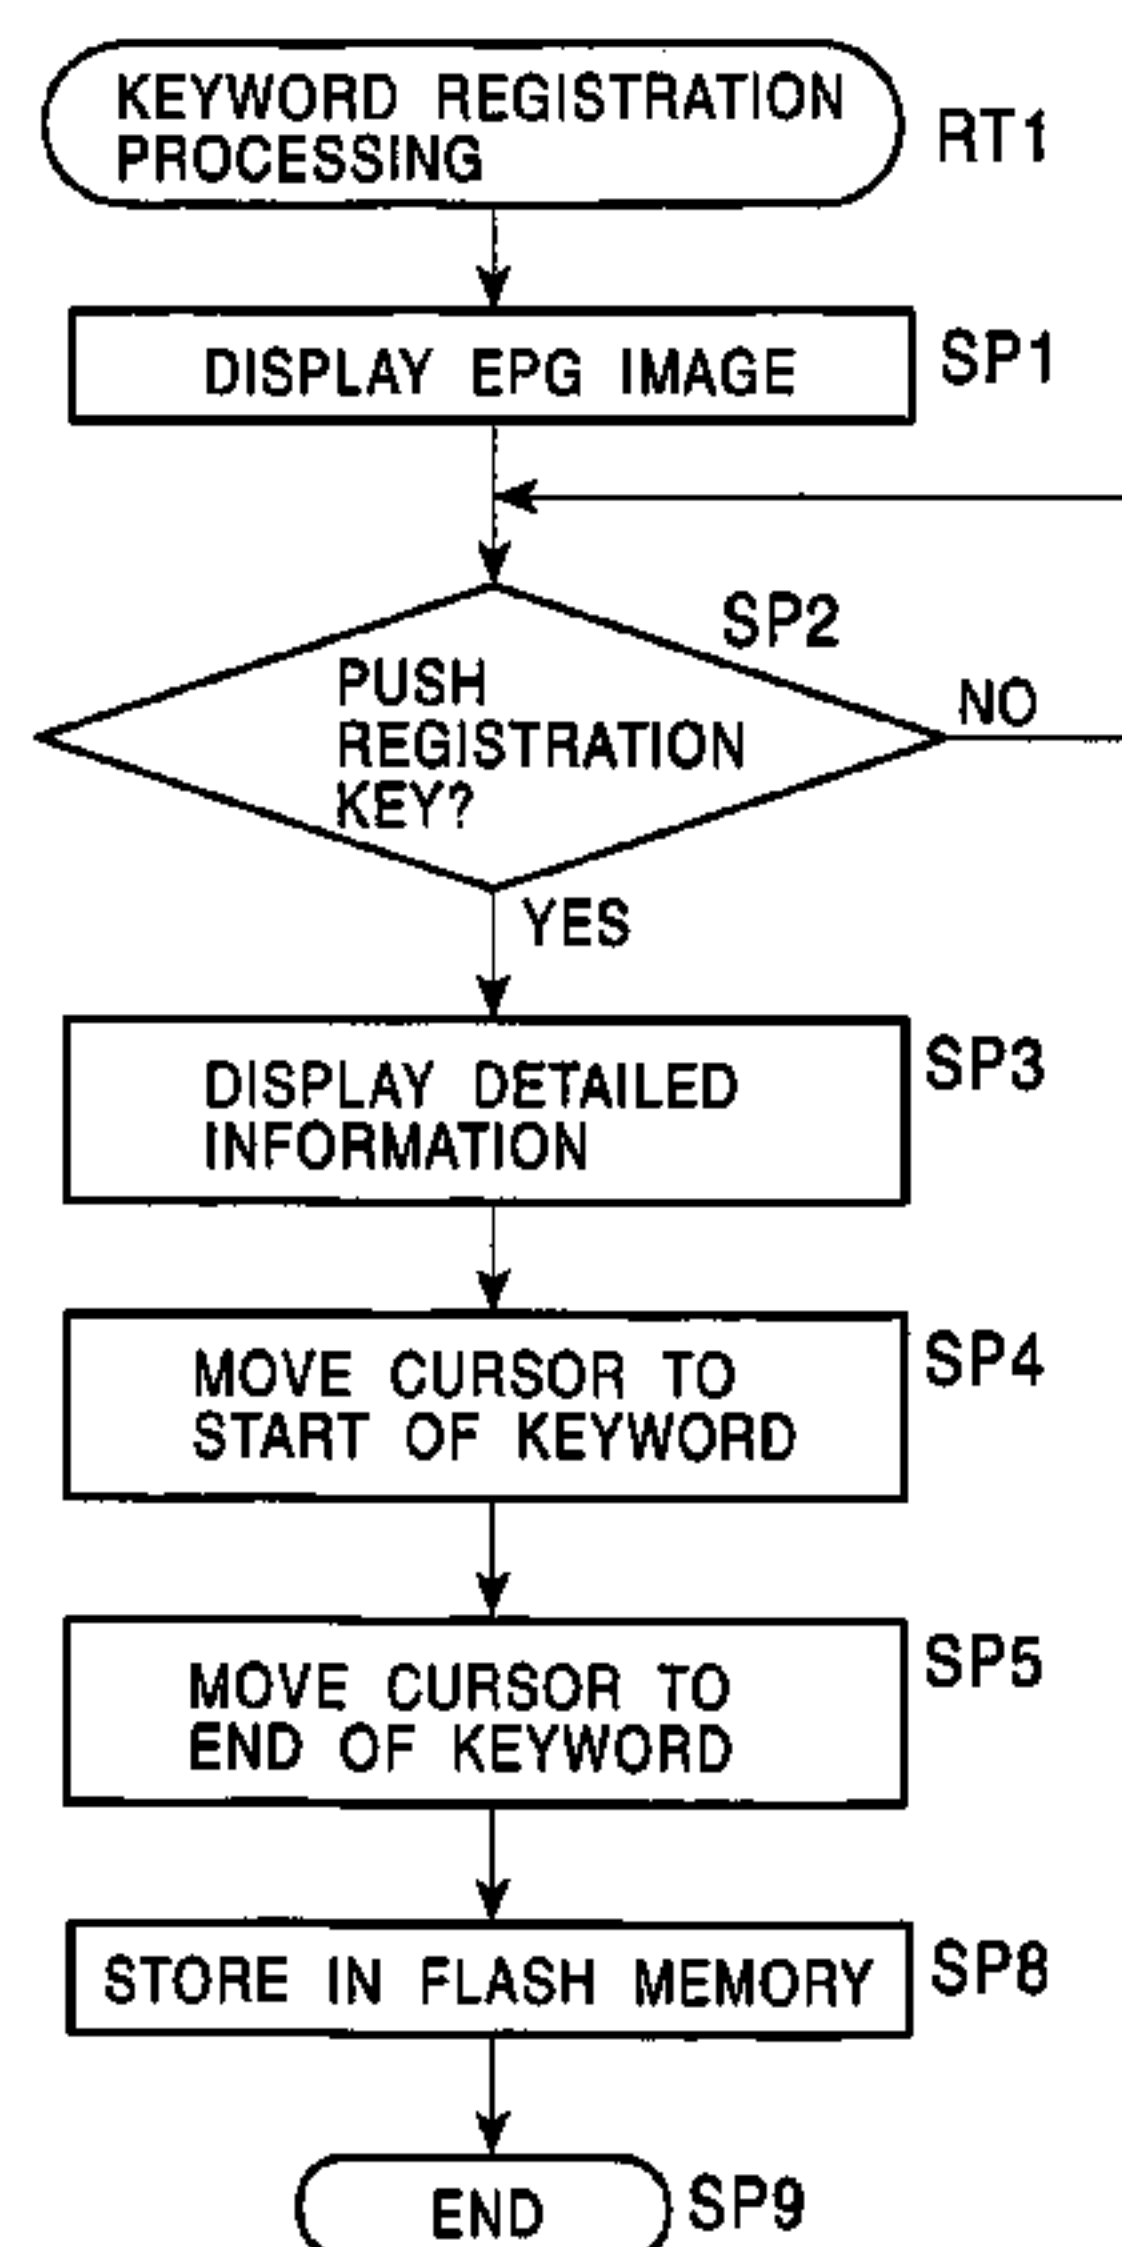 KEYWORD REGISTRATION
PROCESSING
RT1
DISPLAY EPG IMAGE
SP1
SP2
PUSH
REGISTRATION
KEY?
NO
YES
DISPLAY DETAILED
INFORMATION
SP3
MOVE CURSOR TO
START OF KEYWORD
SP4
MOVE CURSOR TO
END OF KEYWORD
SP5
STORE IN FLASH MEMORY
SP8
END
SP9